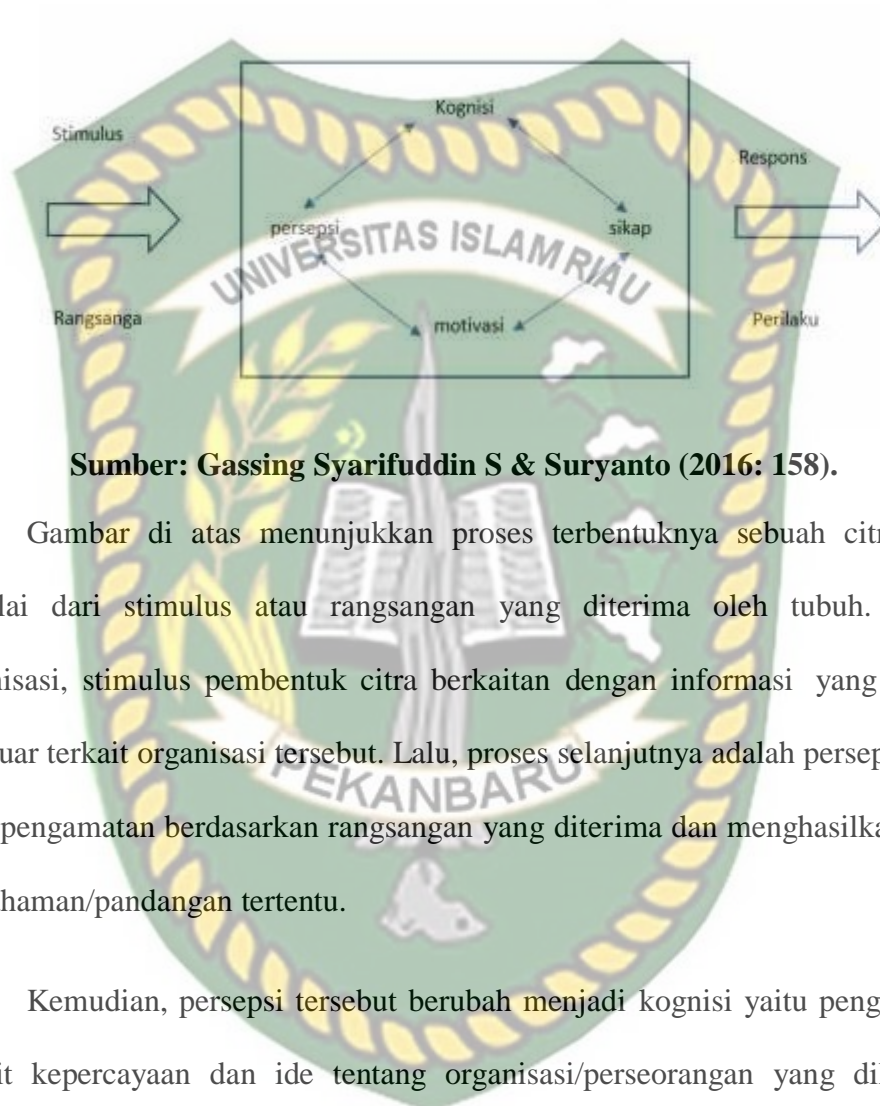 Kognisi
Stimulus
Respons
persepsi
sikap
UNIVERSITAS ISLAM RIAU
Rangsanga
motivasi
Perilaku
Sumber: Gassing Syarifuddin S & Suryanto (2016: 158).
Gambar di atas menunjukkan proses terbentuknya sebuah citr
lai dari stimulus atau rangsangan yang diterima oleh tubuh.
nisasi, stimulus pembentuk citra berkaitan dengan informasi yang
uar terkait organisasi tersebut. Lalu, proses selanjutnya adalah persep
PEKANBARU
pengamatan berdasarkan rangsangan yang diterima dan menghasilka
haman/pandangan tertentu.
Kemudian, persepsi tersebut berubah menjadi kognisi yaitu peng
it kepercayaan dan ide tentang organisasi/perseorangan yang dil